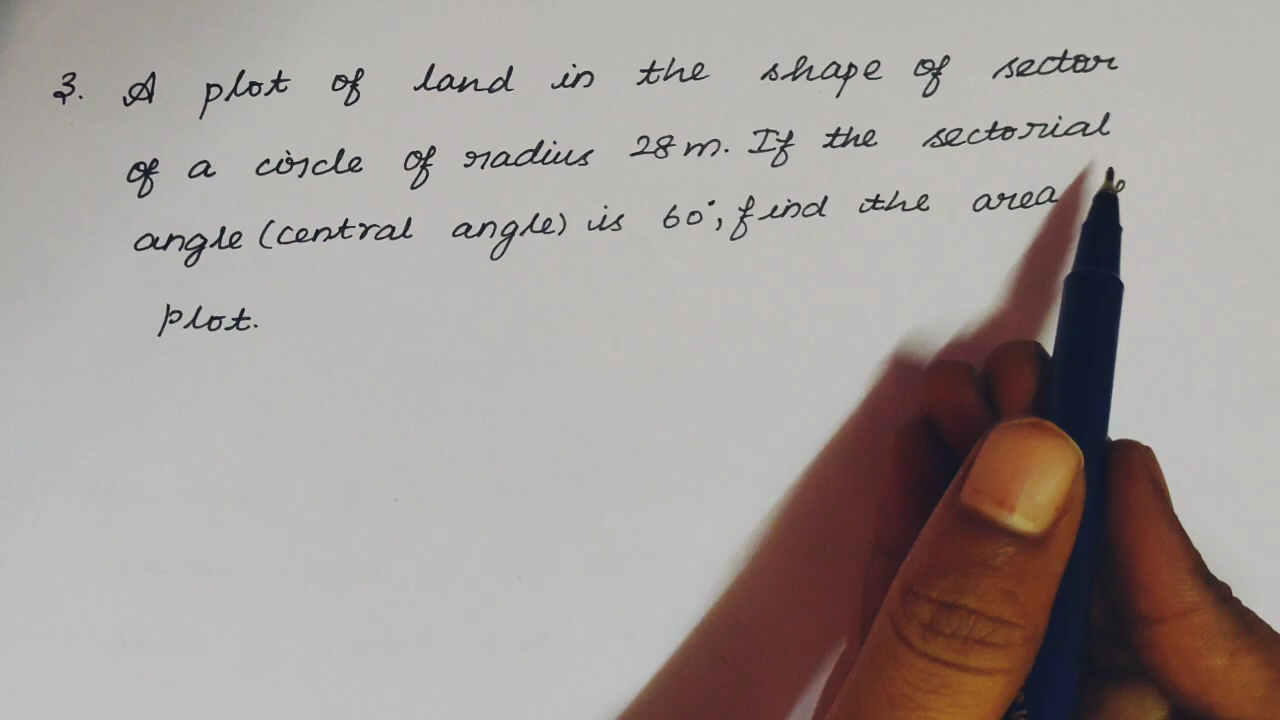 3. A plot of land in the shape of sector
of a circle of radius 28m. If the sectorial
angle (central angle) is 60°, find the area
plot.